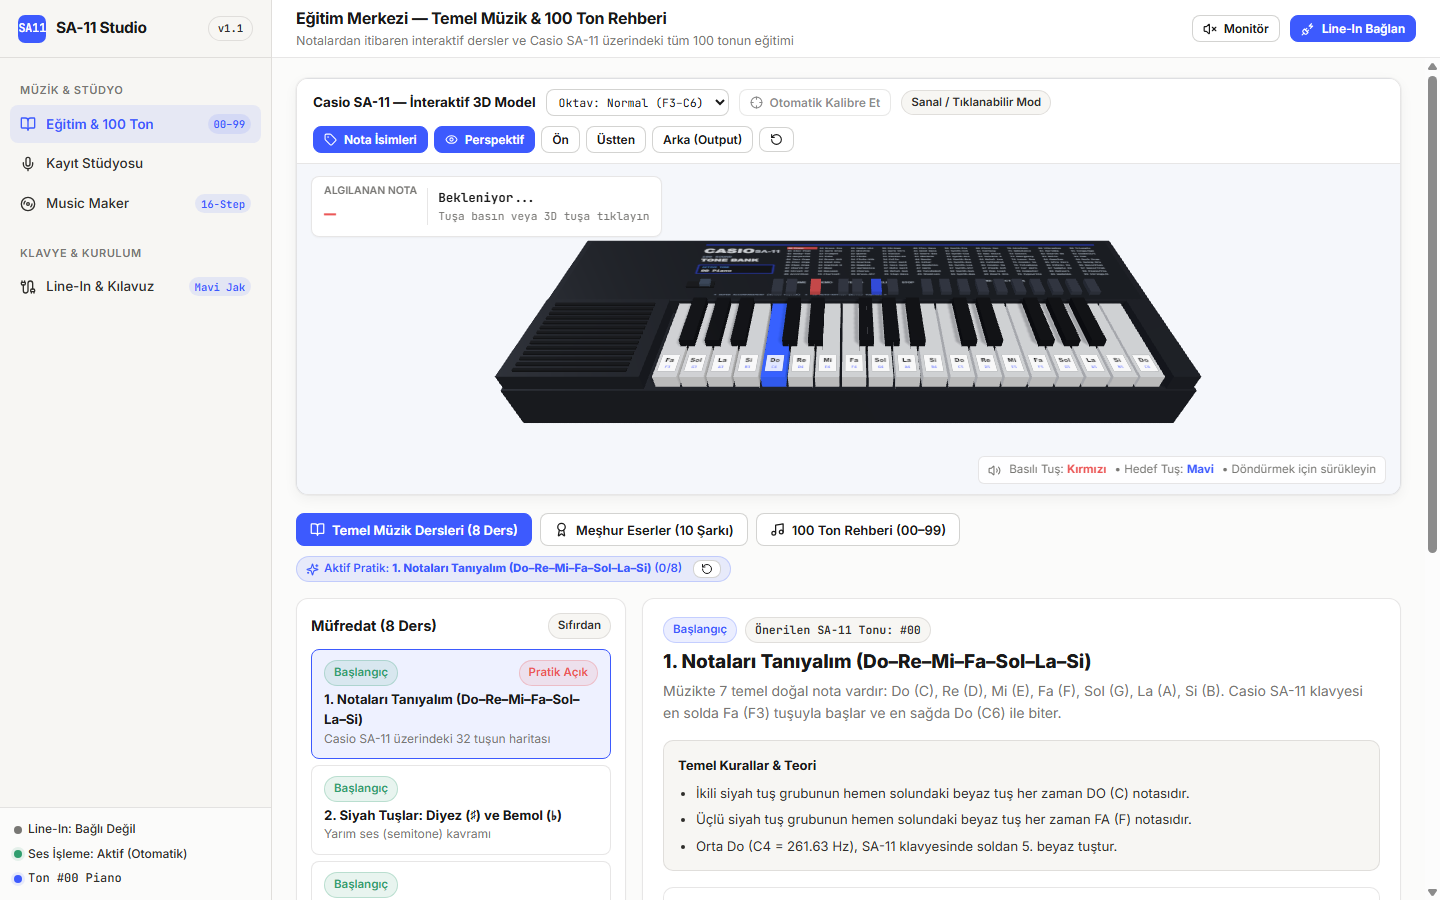 SA11 SA-11 Studio v1.1
MÜZİK & STÜDYO
Eğitim & 100 Ton 00–99
Kayıt Stüdyosu
Music Maker 16-Step
KLAVYE & KURULUM
Line-In & Kılavuz Mavi Jak
Line-In: Bağlı Değil
Ses İşleme: Aktif (Otomatik)
Ton #00 Piano
Eğitim Merkezi — Temel Müzik & 100 Ton Rehberi
Notalardan itibaren interaktif dersler ve Casio SA-11 üzerindeki tüm 100 tonun eğitimi
Monitör
Line-In Bağlan
Casio SA-11 — İnteraktif 3D Model
Oktav: Normal (F3–C6)
Otomatik Kalibre Et
Sanal / Tıklanabilir Mod
Nota İsimleri
Perspektif
Ön
Üstten
Arka (Output)
ALGILANAN NOTA
—
Bekleniyor...
Tuşa basın veya 3D tuşa tıklayın
CASIO SA-11
TONE BANK
00 Piano
Fa Sol La Si Do Re Mi Fa Sol La Si Do Re Mi Fa Sol La Si Do
Basılı Tuş: Kırmızı • Hedef Tuş: Mavi • Döndürmek için sürükleyin
Temel Müzik Dersleri (8 Ders)
Meşhur Eserler (10 Şarkı)
100 Ton Rehberi (00–99)
Aktif Pratik: 1. Notaları Tanıyalım (Do–Re–Mi–Fa–Sol–La–Si) (0/8)
Müfredat (8 Ders) Sıfırdan
Başlangıç Pratik Açık
1. Notaları Tanıyalım (Do–Re–Mi–Fa–Sol–
La–Si)
Casio SA-11 üzerindeki 32 tuşun haritası
Başlangıç
2. Siyah Tuşlar: Diyez (♯) ve Bemol (♭)
Yarım ses (semitone) kavramı
Başlangıç
Başlangıç Önerilen SA-11 Tonu: #00
1. Notaları Tanıyalım (Do–Re–Mi–Fa–Sol–La–Si)
Müzikte 7 temel doğal nota vardır: Do (C), Re (D), Mi (E), Fa (F), Sol (G), La (A), Si (B). Casio SA-11 klavyesi
en solda Fa (F3) tuşuyla başlar ve en sağda Do (C6) ile biter.
Temel Kurallar & Teori
• İkili siyah tuş grubunun hemen solundaki beyaz tuş her zaman DO (C) notasıdır.
• Üçlü siyah tuş grubunun hemen solundaki beyaz tuş her zaman FA (F) notasıdır.
• Orta Do (C4 = 261.63 Hz), SA-11 klavyesinde soldan 5. beyaz tuştur.